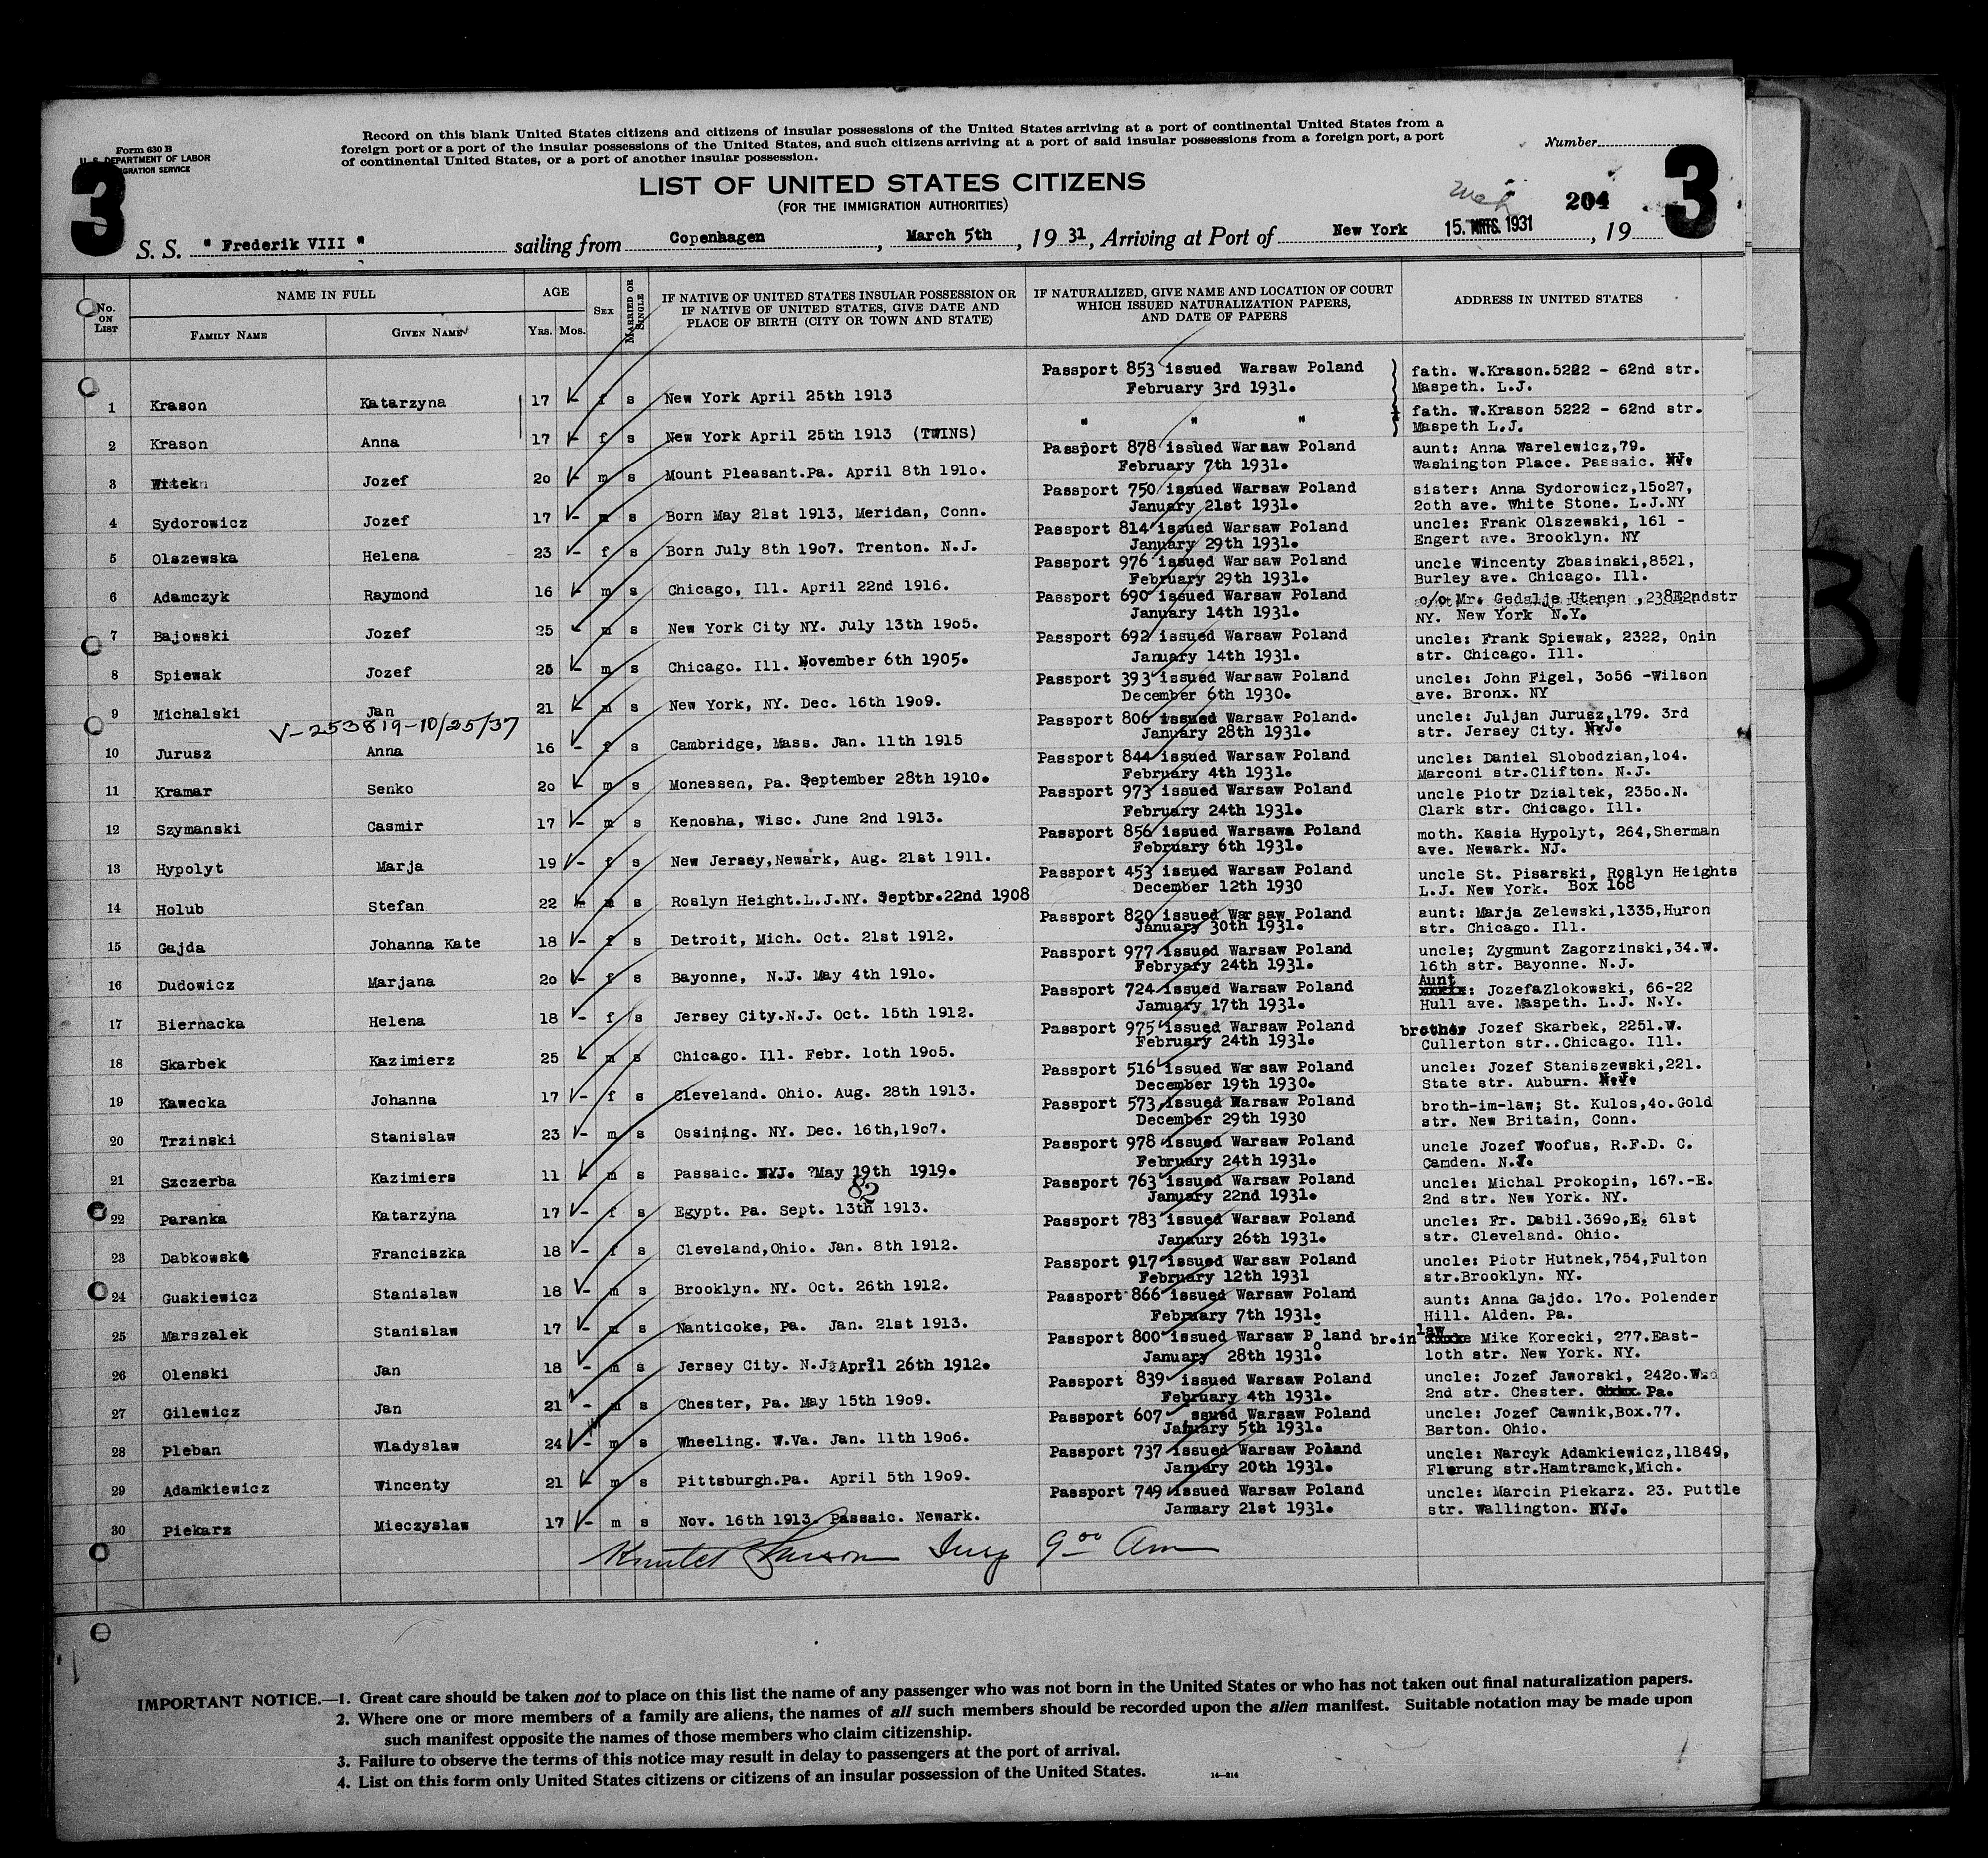 Form 630 B
U. S. DEPARTMENT OF LABOR
IMMIGRATION SERVICE
Record on this blank United States citizens and citizens of insular possessions of the United States arriving at a port of continental United States from a
foreign port or a port of the insular possessions of the United States, and such citizens arriving at a port of said insular possessions from a foreign port, a port
of continental United States, or a port of another insular possession.
Number
3
3
LIST OF UNITED STATES CITIZENS
(FOR THE IMMIGRATION AUTHORITIES)
204
S. S. " Frederik VIII " sailing from Copenhagen, March 5th, 19 31, Arriving at Port of New York 15. MRTS. 1931, 19
No. ON LIST
NAME IN FULL
FAMILY NAME
GIVEN NAME
AGE
YRS. MOS.
SEX
MARRIED OR SINGLE
IF NATIVE OF UNITED STATES INSULAR POSSESSION OR
IF NATIVE OF UNITED STATES, GIVE DATE AND
PLACE OF BIRTH (CITY OR TOWN AND STATE)
IF NATURALIZED, GIVE NAME AND LOCATION OF COURT
WHICH ISSUED NATURALIZATION PAPERS,
AND DATE OF PAPERS
ADDRESS IN UNITED STATES
Passport 853 issued Warsaw Poland fath. W.Krason.5222 - 62nd str.
1 Krason Katarzyna 17 f s New York April 25th 1913 February 3rd 1931. Maspeth. L.J.
" " " fath. W.Krason 5222 - 62nd str.
2 Krason Anna 17 - f s New York April 25th 1913 (TWINS) Maspeth L.J.
Passport 878 issued Warsaw Poland aunt: Anna Warelewicz,79.
3 Witek Jozef 20 - m s Mount Pleasant.Pa. April 8th 1910. February 7th 1931. Washington Place. Passaic. NJ.
Passport 750 issued Warsaw Poland sister: Anna Sydorowicz,15o27,
4 Sydorowicz Jozef 17 - m s Born May 21st 1913, Meridan, Conn. January 21st 1931. 2oth ave. White Stone. L.J.NY
Passport 814 issued Warsaw Poland uncle: Frank Olszewski, 161 -
5 Olszewska Helena 23 - f s Born July 8th 19o7. Trenton. N.J. January 29th 1931. Engert ave. Brooklyn. NY
Passport 976 issued Warsaw Poland uncle Wincenty Zbasinski,8521,
6 Adamczyk Raymond 16 - m s Chicago, Ill. April 22nd 1916. February 29th 1931. Burley ave. Chicago. Ill.
Passport 690 issued Warsaw Poland c/o Mr. Gedalje Utenen ,238E2ndstr
7 Bajowski Jozef 25 - m s New York City NY. July 13th 19o5. January 14th 1931. NY. New York N.Y.
Passport 692 issued Warsaw Poland uncle: Frank Spiewak, 2322, Onin
8 Spiewak Jozef 25 - m s Chicago. Ill. November 6th 1905. January 14th 1931. str. Chicago. Ill.
Passport 393 issued Warsaw Poland uncle: John Figel, 3o56 -Wilson
9 Michalski Jan 21 m s New York, NY. Dec. 16th 19o9. December 6th 1930. ave. Bronx. NY
V-253819-10/25/37
Passport 806 issued Warsaw Poland. uncle: Juljan Jurusz,179. 3rd
10 Jurusz Anna 16 - f s Cambridge, Mass. Jan. 11th 1915 January 28th 1931. str. Jersey City. N.J.
Passport 844 issued Warsaw Poland uncle: Daniel Slobodzian,1o4.
11 Kramar Senko 2o m s Monessen, Pa. September 28th 1910. February 4th 1931. Marconi str.Clifton. N.J.
Passport 973 issued Warsaw Poland uncle Piotr Dzialtek, 235o.N.
12 Szymanski Casmir 17 - m s Kenosha, Wisc. June 2nd 1913. February 24th 1931. Clark str. Chicago. Ill.
Passport 856 issued Warsawa Poland moth. Kasia Hypolyt, 264,Sherman
13 Hypolyt Marja 19 - f s New Jersey,Newark, Aug. 21st 1911. February 6th 1931. ave. Newark. NJ.
Passport 453 issued Warsaw Poland uncle St. Pisarski, Roslyn Heights
14 Holub Stefan 22 - m s Roslyn Height.L.J.NY. Septbr.22nd 1908 December 12th 1930 L.J. New York. Box 168
Passport 820 issued Warsaw Poland aunt: Marja Zelewski,1335,Huron
15 Gajda Johanna Kate 18 - f s Detroit, Mich. Oct. 21st 1912. January 30th 1931. str. Chicago. Ill.
Passport 977 issued Warsaw Poland uncle; Zygmunt Zagorzinski,34.W.
16 Dudowicz Marjana 2o - f s Bayonne, N.J. May 4th 191o. Febryary 24th 1931. 16th str. Bayonne. N.J.
Passport 724 issued Warsaw Poland Aunt : JozefaZlokowski, 66-22
17 Biernacka Helena 18 - f s Jersey City.N.J. Oct. 15th 1912. January 17th 1931. Hull ave. Maspeth. L.J. N.Y.
Passport 975 issued Warsaw Poland brother Jozef Skarbek, 2251.W.
18 Skarbek Kazimierz 25 m s Chicago. Ill. Febr. 1oth 19o5. February 24th 1931. Cullerton str..Chicago. Ill.
Passport 516 issued Warsaw Poland uncle: Jozef Staniszewski,221.
19 Kawecka Johanna 17 - f s Cleveland. Ohio. Aug. 28th 1913. December 19th 1930. State str. Auburn.
Passport 573 issued Warsaw Poland broth-im-law; St. Kulos,4o.Gold
20 Trzinski Stanislaw 23 - m s Ossining. NY. Dec. 16th,19o7. December 29th 1930 str. New Britain, Conn.
Passport 978 issued Warsaw Poland uncle Jozef Woofus, R.F.D. C.
21 Szczerba Kazimiers 11 m s Passaic. NYJ. ?May 19th 1919. February 24th 1931. Camden. N.J.
82
Passport 763 issued Warsaw Poland uncle: Michal Prokopin, 167.-E.
22 Paranka Katarzyna 17 - f s Egypt. Pa. Sept. 13th 1913. January 22nd 1931. 2nd str. New York. NY.
Passport 783 issued Warsaw Poland uncle: Fr. Dabil.369o,E. 61st
23 Dabkowska Franciszka 18 - f s Cleveland,Ohio. Jan. 8th 1912. Janaury 26th 1931. str. Cleveland. Ohio.
Passport 917 issued Warsaw Poland uncle: Piotr Hutnek,754,Fulton
24 Guskiewicz Stanislaw 18 - m s Brooklyn. NY. Oct. 26th 1912. February 12th 1931 str.Brooklyn. NY.
Passport 866 issued Warsaw Poland aunt: Anna Gajdo. 17o. Polender
25 Marszalek Stanislaw 17 - m s Nanticoke, Pa. Jan. 21st 1913. February 7th 1931. Hill. Alden. Pa.
Passport 800 issued Warsaw Poland br.in law Mike Korecki, 277.East-
26 Olenski Jan 18 - m s Jersey City. N.J. April 26th 1912. January 28th 1931. 1oth str. New York. NY.
Passport 839 issued Warsaw Poland uncle: Jozef Jaworski, 242o.W.
27 Gilewicz Jan 21 - m s Chester, Pa. May 15th 19o9. February 4th 1931. 2nd str. Chester. Pa.
Passport 607 issued Warsaw Poland uncle: Jozef Cawnik,Box.77.
28 Pleban Wladyslaw 24 - m s Wheeling. W.Va. Jan. 11th 19o6. January 5th 1931. Barton. Ohio.
Passport 737 issued Warsaw Poland uncle: Narcyk Adamkiewicz,11849,
29 Adamkiewicz Wincenty 21 - m s Pittsburgh.Pa. April 5th 19o9. January 20th 1931. Flerung str.Hamtramck,Mich.
Passport 749 issued Warsaw Poland uncle: Marcin Piekarz. 23. Puttle
30 Piekarz Mieczyslaw 17 - m s Nov. 16th 1913. Passaic. Newark. January 21st 1931. str. Wallington. NYJ.
Larson Insp 9 00 Am
31
IMPORTANT NOTICE.—1. Great care should be taken not to place on this list the name of any passenger who was not born in the United States or who has not taken out final naturalization papers.
2. Where one or more members of a family are aliens, the names of all such members should be recorded upon the alien manifest. Suitable notation may be made upon
such manifest opposite the names of those members who claim citizenship.
3. Failure to observe the terms of this notice may result in delay to passengers at the port of arrival.
4. List on this form only United States citizens or citizens of an insular possession of the United States.
14—214